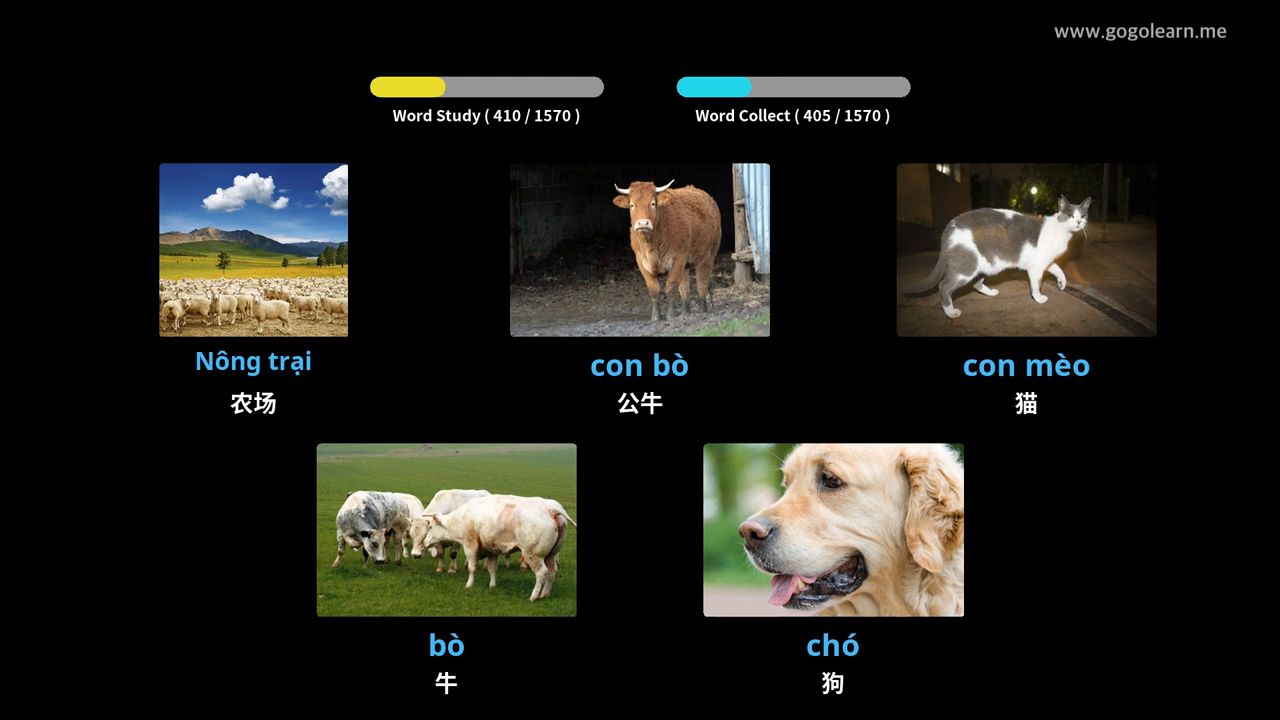 www.gogolearn.me
Word Study ( 410 / 1570 )
Word Collect ( 405 / 1570 )
Nông trại
农场
con bò
公牛
con mèo
猫
bò
牛
chó
狗